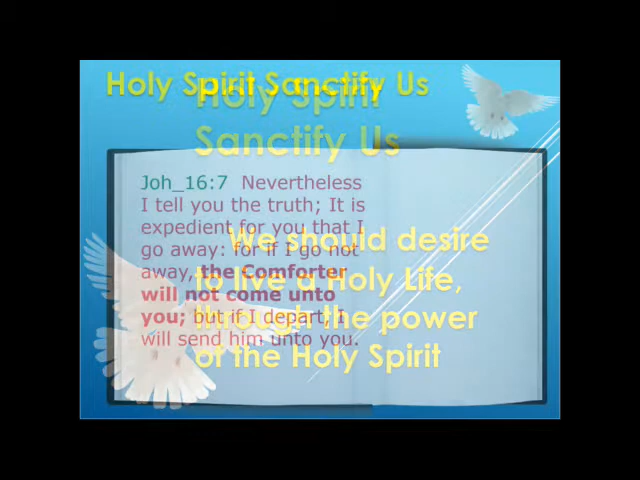 Holy Spirit Sanctify Us
Holy Spirit
Sanctify Us
Joh_16:7 Nevertheless
I tell you the truth; It is
expedient for you that I
go away: for if I go not
away, the Comforter
will not come unto
you; but if I depart, I
will send him unto you.
We should desire
to live a Holy Life,
through the power
of the Holy Spirit